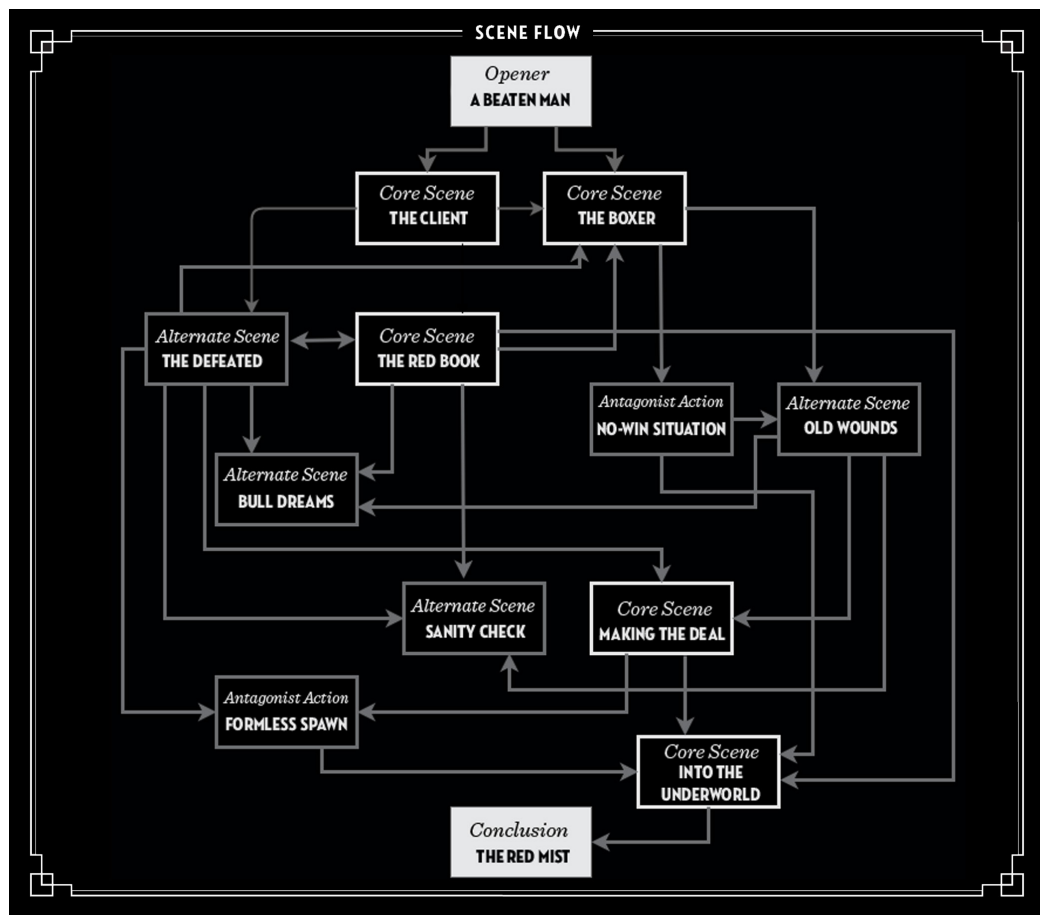 SCENE FLOW
Opener
A BEATEN MAN
Core Scene
THE CLIENT
Core Scene
THE BOXER
Alternate Scene
THE DEFEATED
Core Scene
THE RED BOOK
Antagonist Action
NO-WIN SITUATION
Alternate Scene
OLD WOUNDS
Alternate Scene
BULL DREAMS
Alternate Scene
SANITY CHECK
Core Scene
MAKING THE DEAL
Antagonist Action
FORMLESS SPAWN
Core Scene
INTO THE
UNDERWORLD
Conclusion
THE RED MIST